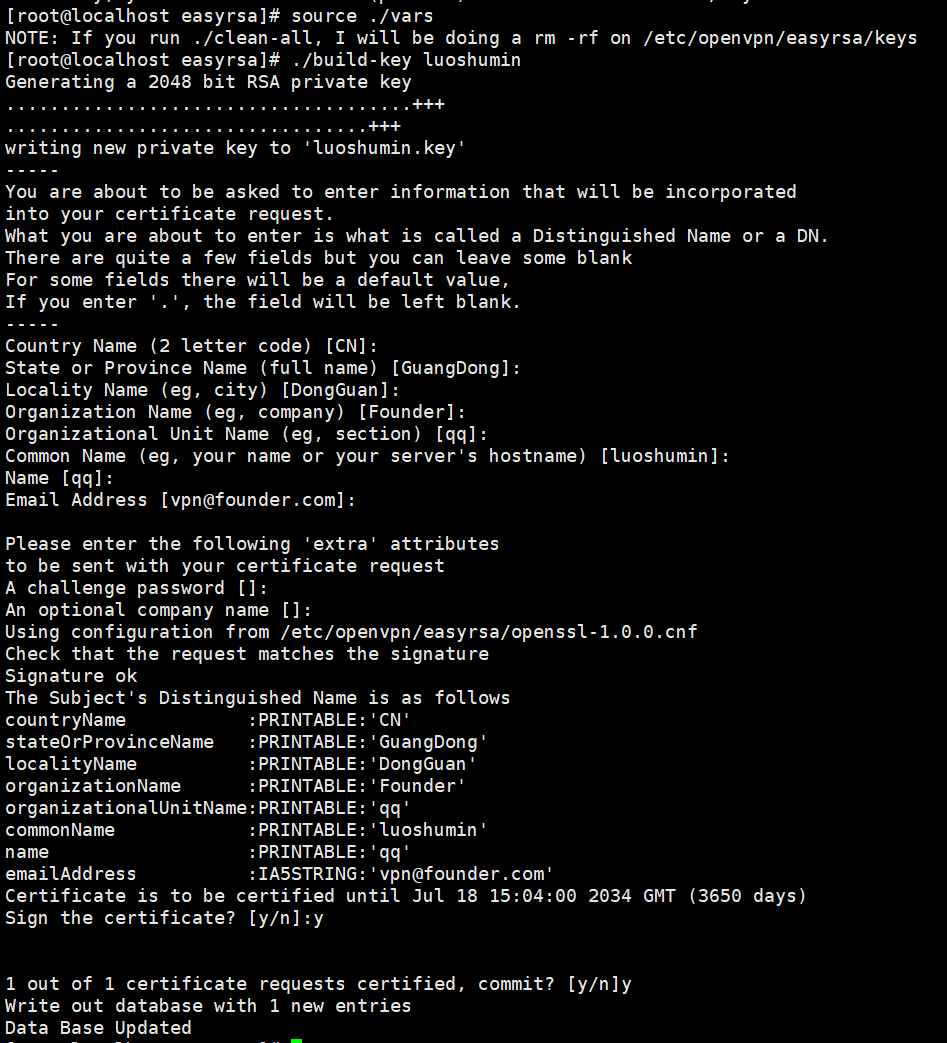 [root@localhost easyrsa]# source ./vars
NOTE: If you run ./clean-all, I will be doing a rm -rf on /etc/openvpn/easyrsa/keys
[root@localhost easyrsa]# ./build-key luoshumin
Generating a 2048 bit RSA private key
.....................................+++
.................................+++
writing new private key to 'luoshumin.key'
-----
You are about to be asked to enter information that will be incorporated
into your certificate request.
What you are about to enter is what is called a Distinguished Name or a DN.
There are quite a few fields but you can leave some blank
For some fields there will be a default value,
If you enter '.', the field will be left blank.
-----
Country Name (2 letter code) [CN]:
State or Province Name (full name) [GuangDong]:
Locality Name (eg, city) [DongGuan]:
Organization Name (eg, company) [Founder]:
Organizational Unit Name (eg, section) [qq]:
Common Name (eg, your name or your server's hostname) [luoshumin]:
Name [qq]:
Email Address [vpn@founder.com]:

Please enter the following 'extra' attributes
to be sent with your certificate request
A challenge password []:
An optional company name []:
Using configuration from /etc/openvpn/easyrsa/openssl-1.0.0.cnf
Check that the request matches the signature
Signature ok
The Subject's Distinguished Name is as follows
countryName           :PRINTABLE:'CN'
stateOrProvinceName   :PRINTABLE:'GuangDong'
localityName          :PRINTABLE:'DongGuan'
organizationName      :PRINTABLE:'Founder'
organizationalUnitName:PRINTABLE:'qq'
commonName            :PRINTABLE:'luoshumin'
name                  :PRINTABLE:'qq'
emailAddress          :IA5STRING:'vpn@founder.com'
Certificate is to be certified until Jul 18 15:04:00 2034 GMT (3650 days)
Sign the certificate? [y/n]:y

1 out of 1 certificate requests certified, commit? [y/n]y
Write out database with 1 new entries
Data Base Updated